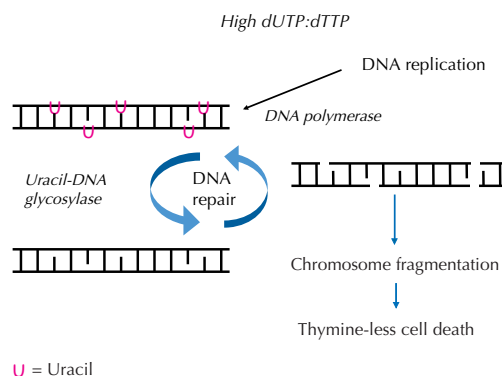 High dUTP:dTTP
DNA replication
U U U
DNA polymerase
U U
Uracil-DNA
glycosylase
DNA
repair
Chromosome fragmentation
Thymine-less cell death
U = Uracil